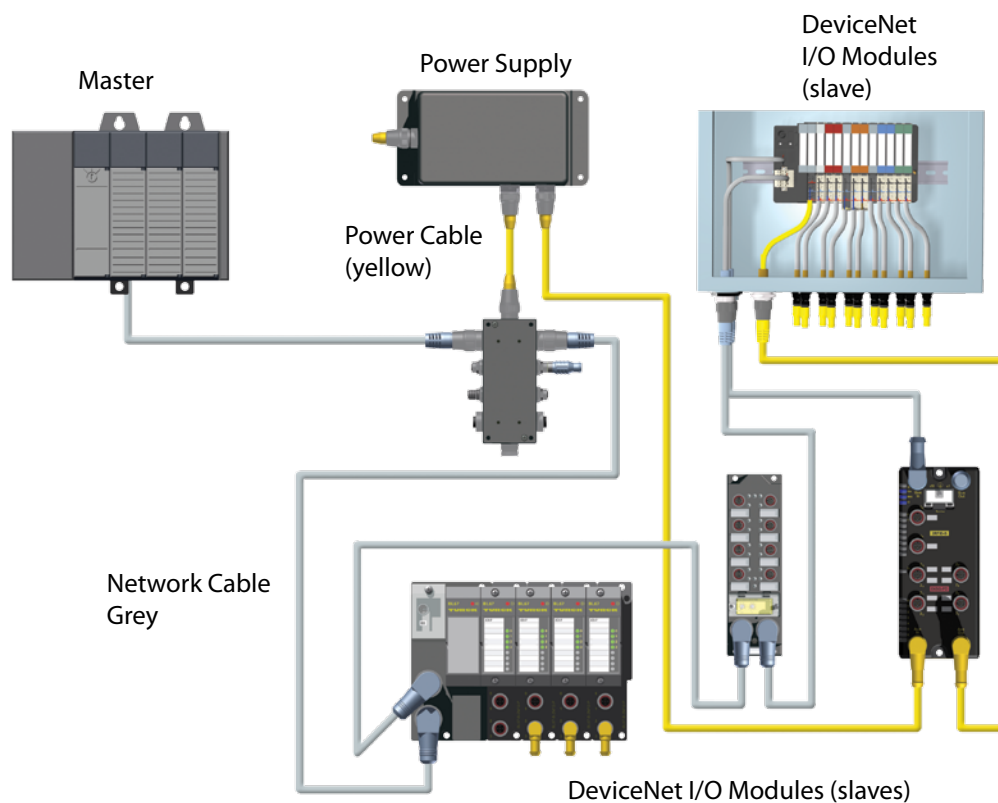 Master
Power Supply
DeviceNet
I/O Modules
(slave)
Power Cable
(yellow)
Network Cable
Grey
DeviceNet I/O Modules (slaves)